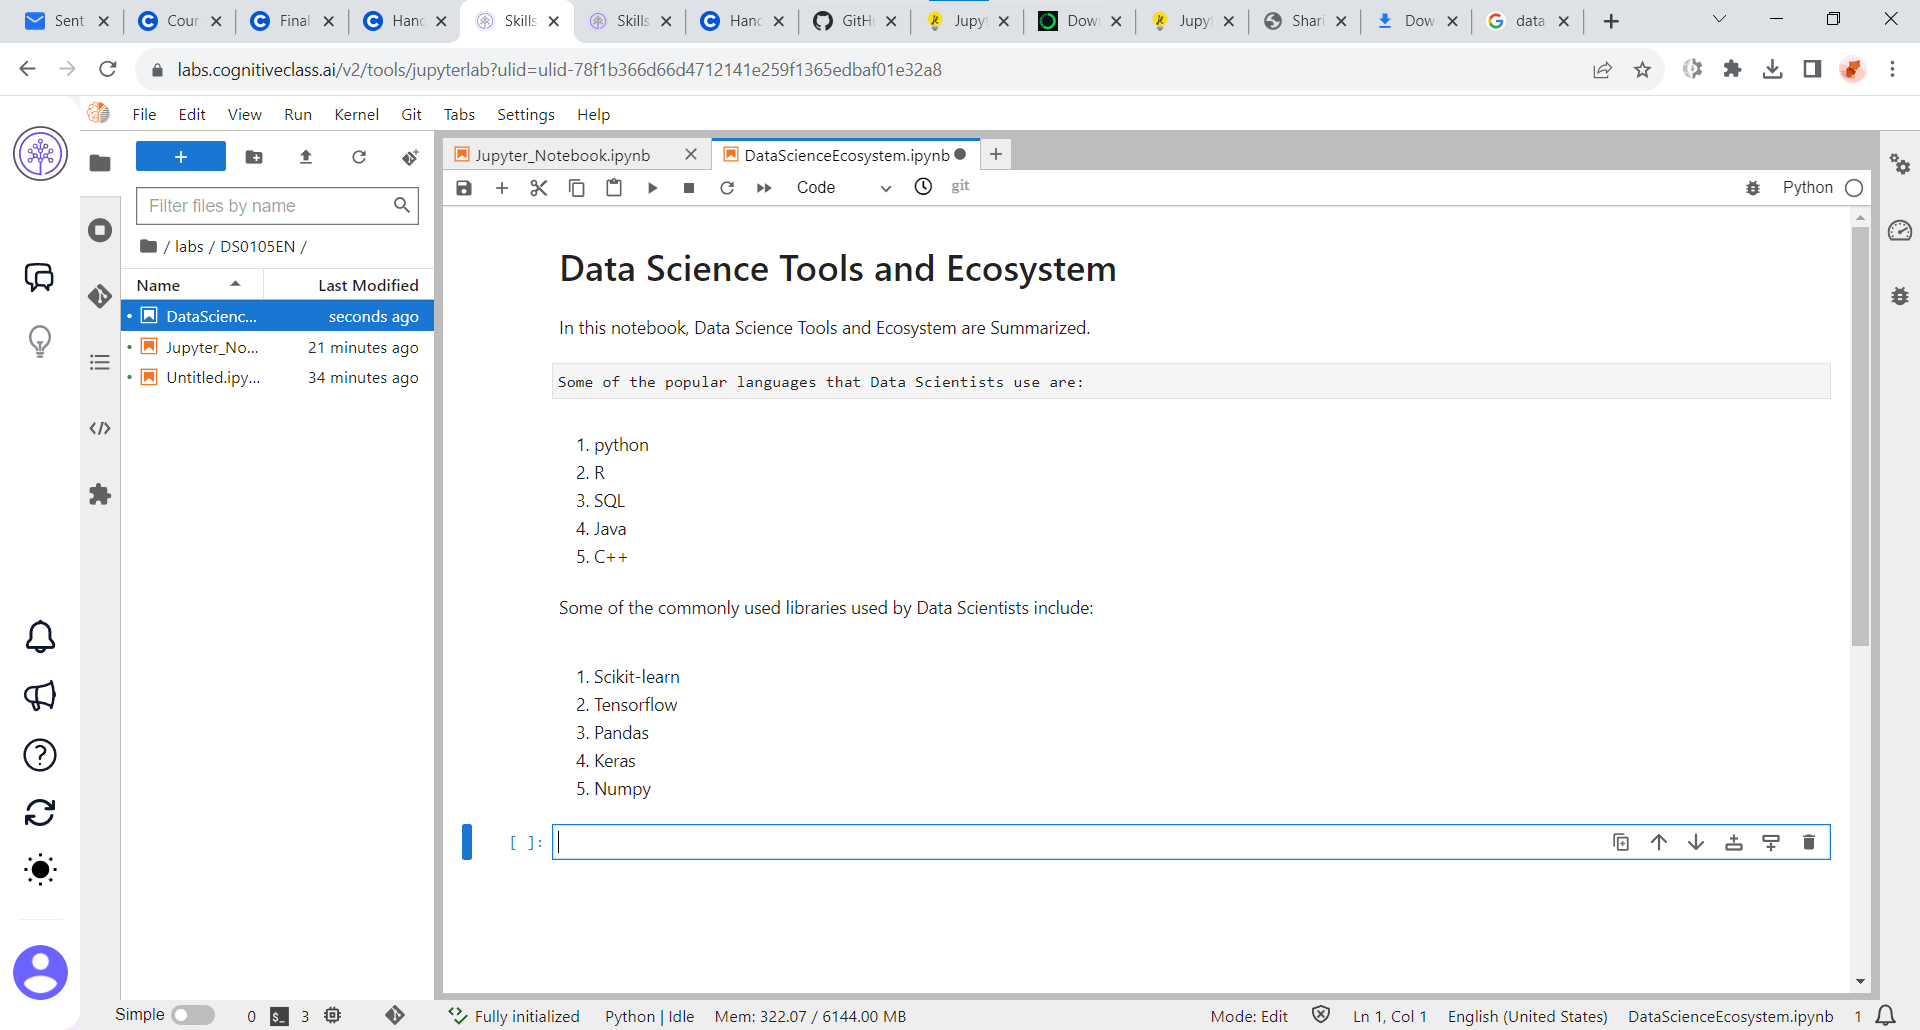 Sent Cour Final Hanc Skills Skills Hanc GitHu Jupyt Dow Jupyt Shari Dow data
labs.cognitiveclass.ai/v2/tools/jupyterlab?ulid=ulid-78f1b366d66d4712141e259f1365edbaf01e32a8
File Edit View Run Kernel Git Tabs Settings Help
Jupyter_Notebook.ipynb DataScienceEcosystem.ipynb
Code git Python
Filter files by name
/ labs / DS0105EN /
Name Last Modified
DataScienc... seconds ago
Jupyter_No... 21 minutes ago
Untitled.ipy... 34 minutes ago
Data Science Tools and Ecosystem
In this notebook, Data Science Tools and Ecosystem are Summarized.
Some of the popular languages that Data Scientists use are:
1. python
2. R
3. SQL
4. Java
5. C++
Some of the commonly used libraries used by Data Scientists include:
1. Scikit-learn
2. Tensorflow
3. Pandas
4. Keras
5. Numpy
[ ]:
Simple 0 $_ 3 Fully initialized Python | Idle Mem: 322.07 / 6144.00 MB Mode: Edit Ln 1, Col 1 English (United States) DataScienceEcosystem.ipynb 1